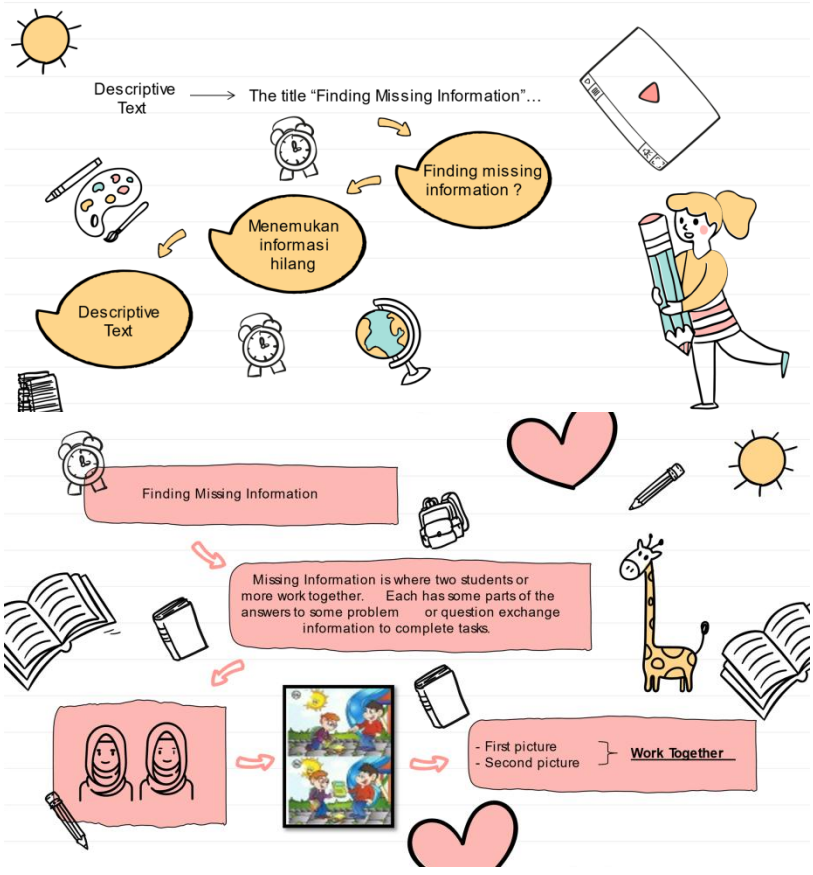 Descriptive
Text
The title “Finding Missing Information”…
Finding missing
information ?
Menemukan
informasi
hilang
Descriptive
Text
Finding Missing Information
Missing Information is where two students or
more work together. Each has some parts of the
answers to some problem or question exchange
information to complete tasks.
- First picture
- Second picture
Work Together